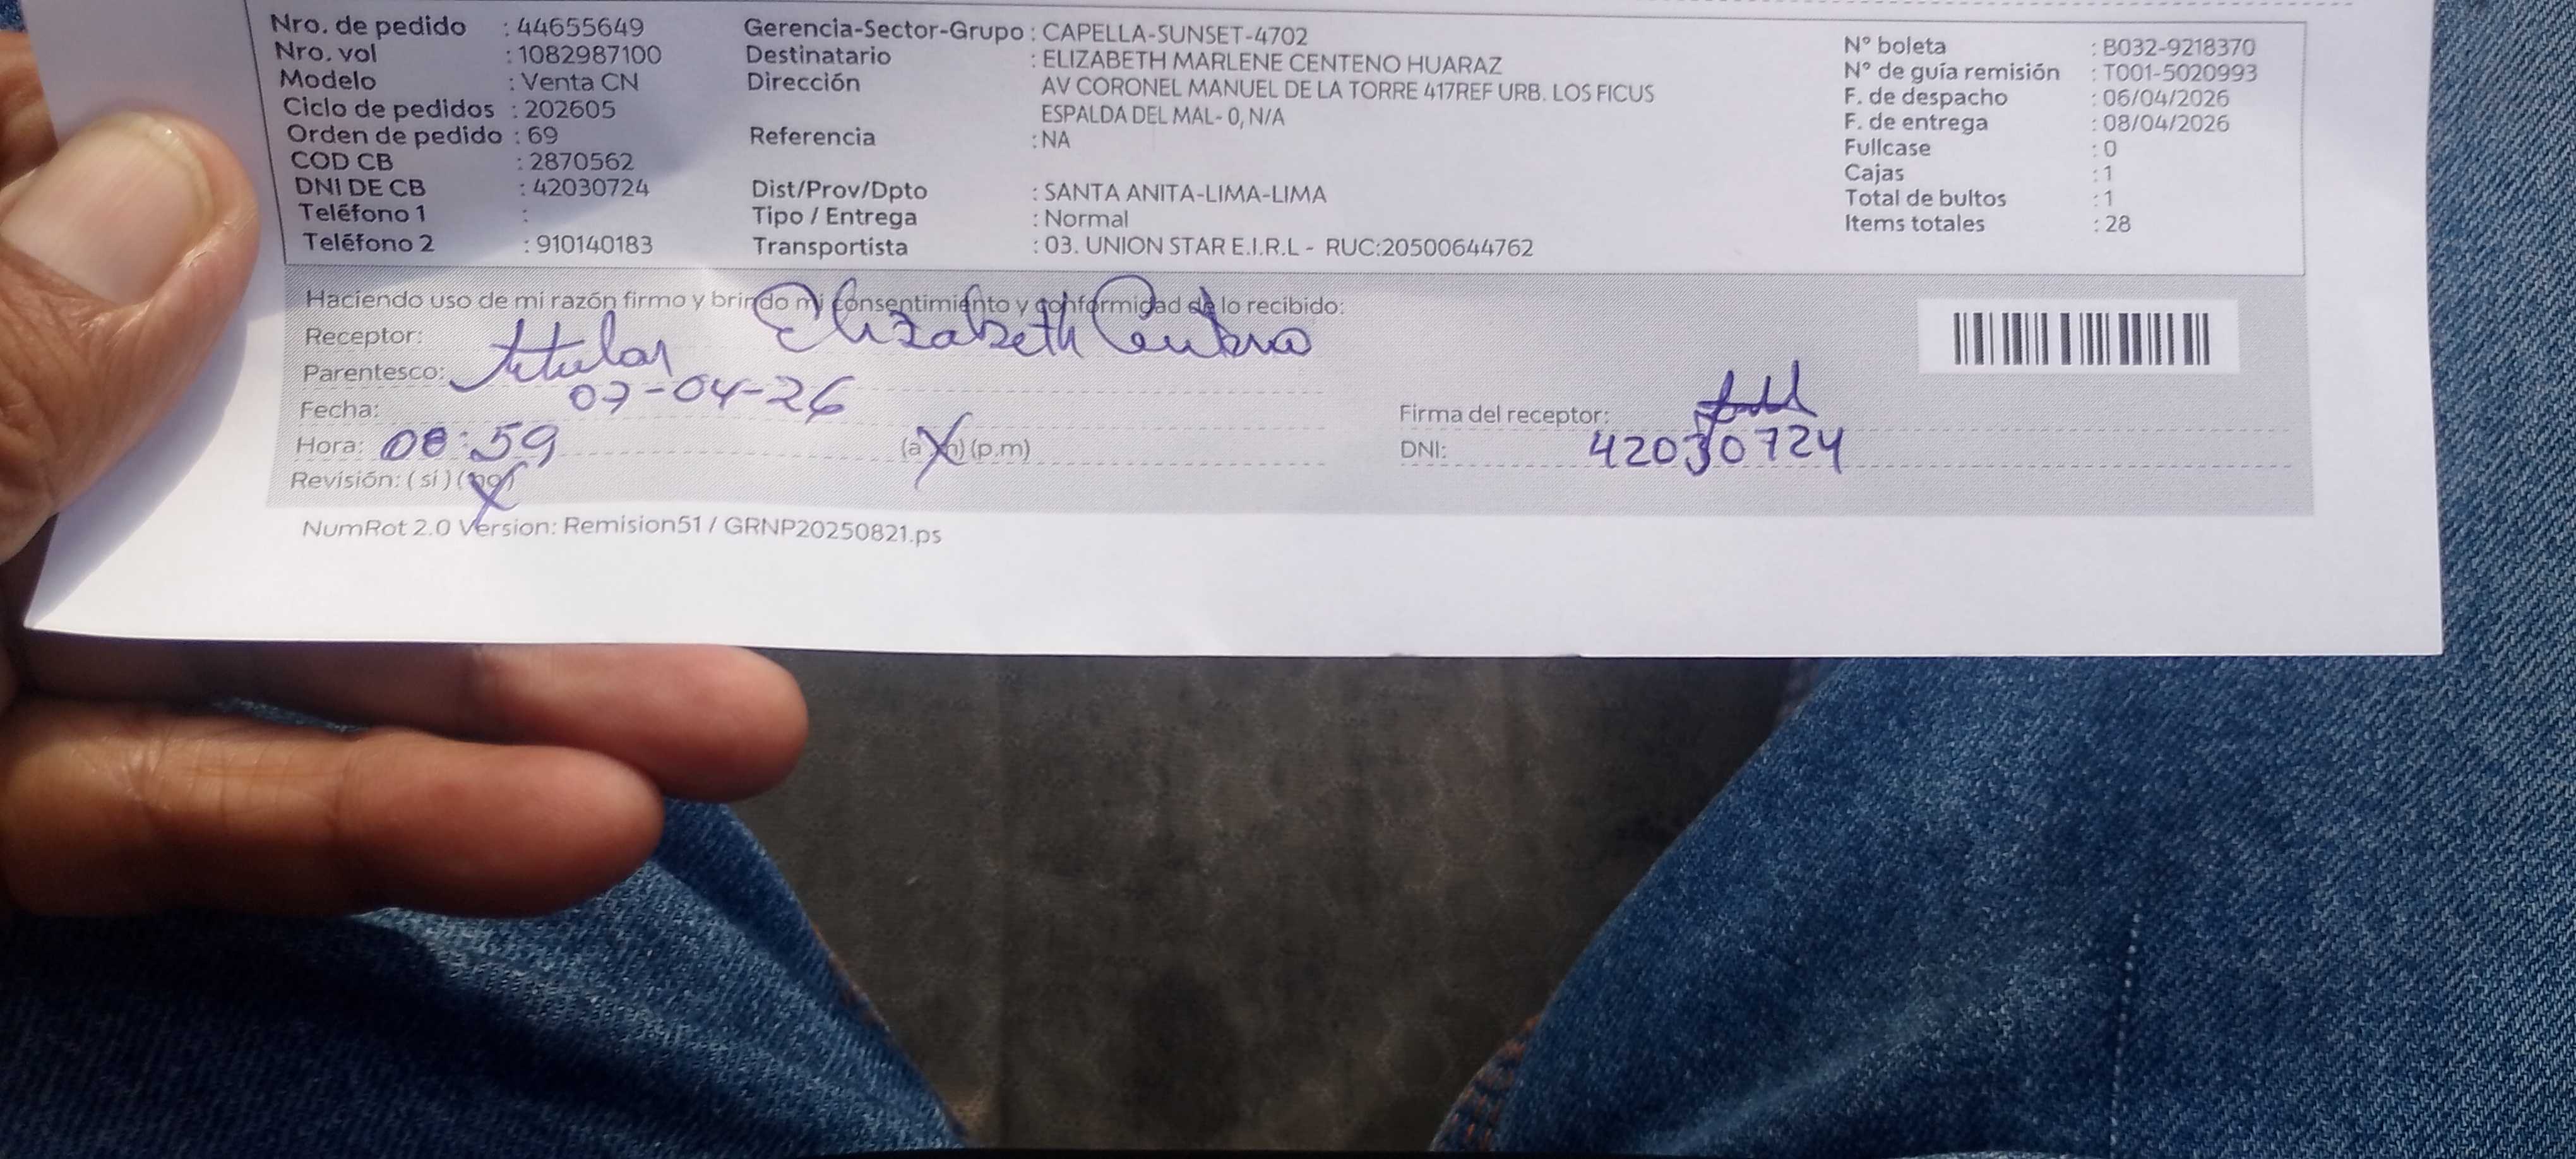 Nro. de pedido : 44655649
Nro. vol : 1082987100
Modelo : Venta CN
Ciclo de pedidos : 202605
Orden de pedido : 69
COD CB : 2870562
DNI DE CB : 42030724
Teléfono 1 :
Teléfono 2 : 910140183
Gerencia-Sector-Grupo : CAPELLA-SUNSET-4702
Destinatario : ELIZABETH MARLENE CENTENO HUARAZ
Dirección AV CORONEL MANUEL DE LA TORRE 417REF URB. LOS FICUS
ESPALDA DEL MAL- 0, N/A
Referencia : NA
Dist/Prov/Dpto : SANTA ANITA-LIMA-LIMA
Tipo / Entrega : Normal
Transportista : 03. UNION STAR E.I.R.L - RUC:20500644762
N° boleta : B032-9218370
N° de guía remisión : T001-5020993
F. de despacho : 06/04/2026
F. de entrega : 08/04/2026
Fullcase : 0
Cajas : 1
Total de bultos : 1
Items totales : 28
Haciendo uso de mi razón firmo y brindo mi consentimiento y conformidad de lo recibido:
Receptor: Elizabeth Centeno
Parentesco: titular
Fecha: 07-04-26
Hora: 08:59 (a.m) (p.m)
Revisión: ( si ) ( no )
Firma del receptor:
DNI: 42030724
NumRot 2.0 Version: Remision51 / GRNP20250821.ps